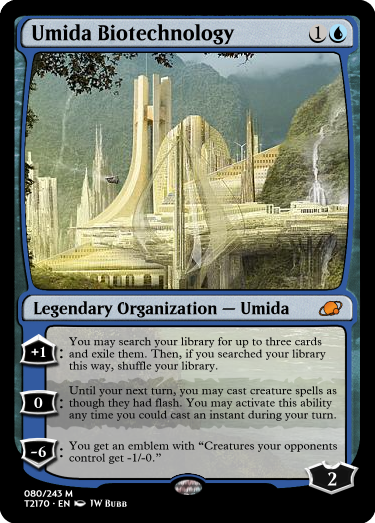 Umida Biotechnology 1
Legendary Organization — Umida
+1: You may search your library for up to three cards
and exile them. Then, if you searched your library
this way, shuffle your library.
0: Until your next turn, you may cast creature spells as
though they had flash. You may activate this ability
any time you could cast an instant during your turn.
-6: You get an emblem with “Creatures your opponents
control get -1/-0.”
2
080/243 M
T2170 · EN JW Bubb